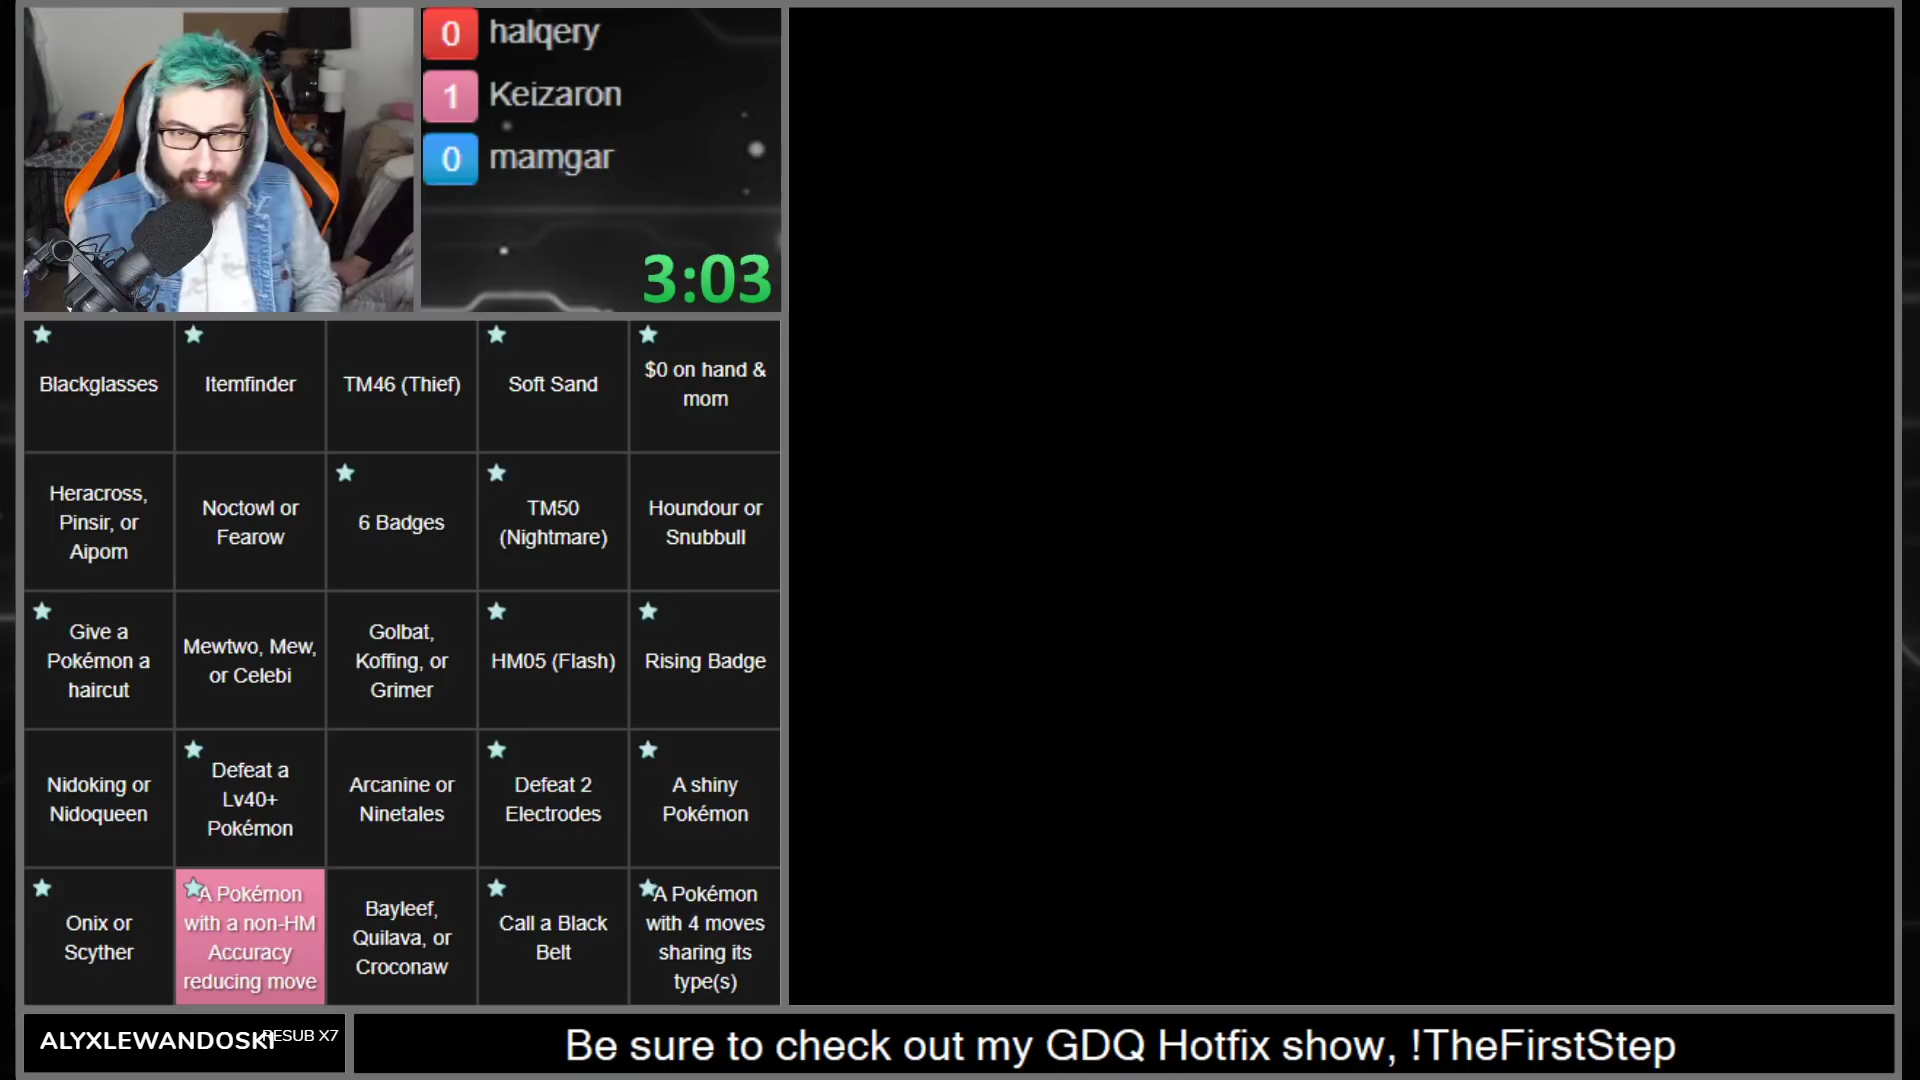 0 halqery
1 Keizaron
0 mamgar
3:03
Blackglasses
Itemfinder
TM46 (Thief)
Soft Sand
$0 on hand &
mom
Heracross,
Pinsir, or
Aipom
Noctowl or
Fearow
6 Badges
TM50
(Nightmare)
Houndour or
Snubbull
Give a
Pokémon a
haircut
Mewtwo, Mew,
or Celebi
Golbat,
Koffing, or
Grimer
HM05 (Flash)
Rising Badge
Nidoking or
Nidoqueen
Defeat a
Lv40+
Pokémon
Arcanine or
Ninetales
Defeat 2
Electrodes
A shiny
Pokémon
Onix or
Scyther
A Pokémon
with a non-HM
Accuracy
reducing move
Bayleef,
Quilava, or
Croconaw
Call a Black
Belt
A Pokémon
with 4 moves
sharing its
type(s)
ALYXLEWANDOSKI RESUB X7
Be sure to check out my GDQ Hotfix show, !TheFirstStep